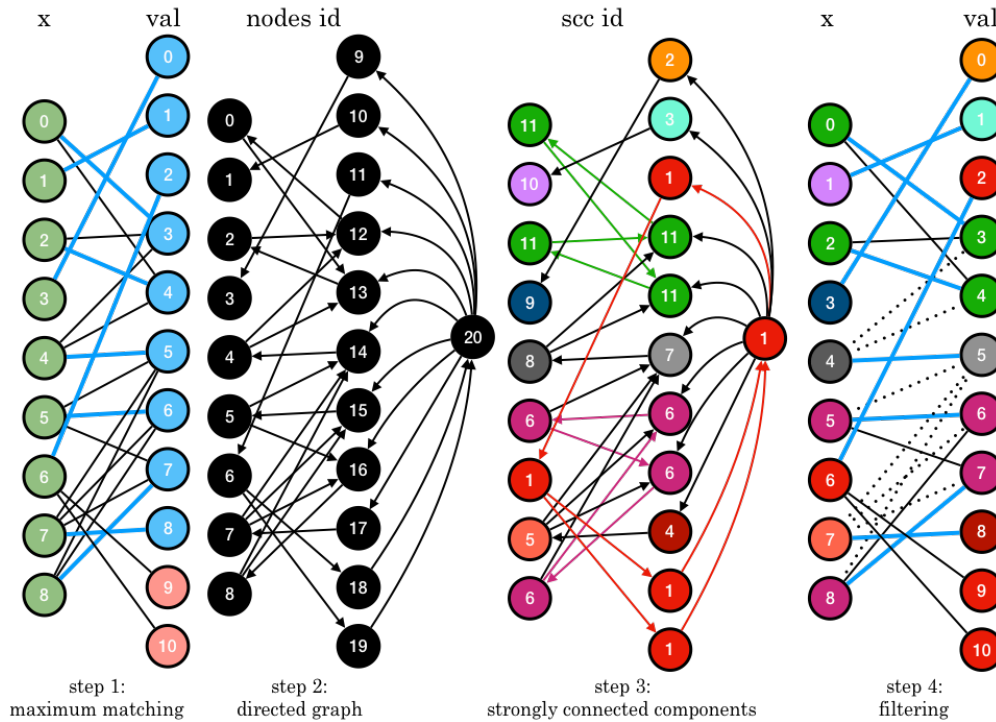 x val nodes id scc id x val
0 1 2 3 4 5 6 7 8
0 1 2 3 4 5 6 7 8 9 10
0 1 2 3 4 5 6 7 8
9 10 11 12 13 14 15 16 17 18 19
20
11 10 11 9 8 6 1 5 6
2 3 1 11 11 7 6 6 4 1 1
1
0 1 2 3 4 5 6 7 8
0 1 2 3 4 5 6 7 8 9 10
step 1:
maximum matching
step 2:
directed graph
step 3:
strongly connected components
step 4:
filtering